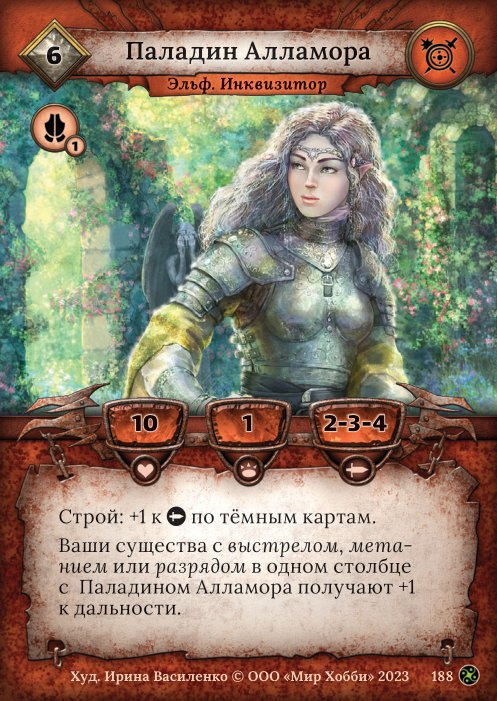 6
Паладин Алламора
Эльф. Инквизитор
1
10
1
2-3-4
Строй: +1 к по тёмным картам.
Ваши существа с выстрелом, мета-
нием или разрядом в одном столбце
с Паладином Алламора получают +1
к дальности.
Худ. Ирина Василенко © ООО «Мир Хобби» 2023
188